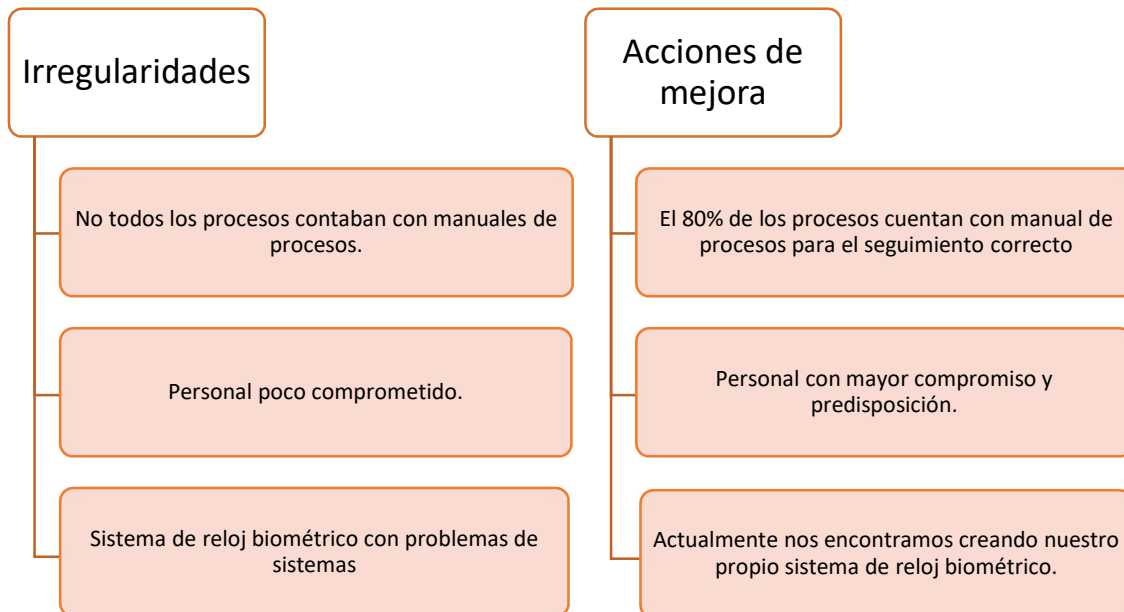 Irregularidades
No todos los procesos contaban con manuales de
procesos.
Personal poco comprometido.
Sistema de reloj biométrico con problemas de
sistemas
Acciones de
mejora
El 80% de los procesos cuentan con manual de
procesos para el seguimiento correcto
Personal con mayor compromiso y
predisposición.
Actualmente nos encontramos creando nuestro
propio sistema de reloj biométrico.